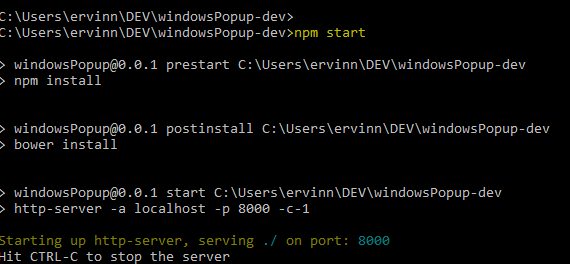 C:\Users\ervinn\DEV\windowsPopup-dev>
C:\Users\ervinn\DEV\windowsPopup-dev>npm start
> windowsPopup@0.0.1 prestart C:\Users\ervinn\DEV\windowsPopup-dev
> npm install
> windowsPopup@0.0.1 postinstall C:\Users\ervinn\DEV\windowsPopup-dev
> bower install
> windowsPopup@0.0.1 start C:\Users\ervinn\DEV\windowsPopup-dev
> http-server -a localhost -p 8000 -c-1
Starting up http-server, serving ./ on port: 8000
Hit CTRL-C to stop the server